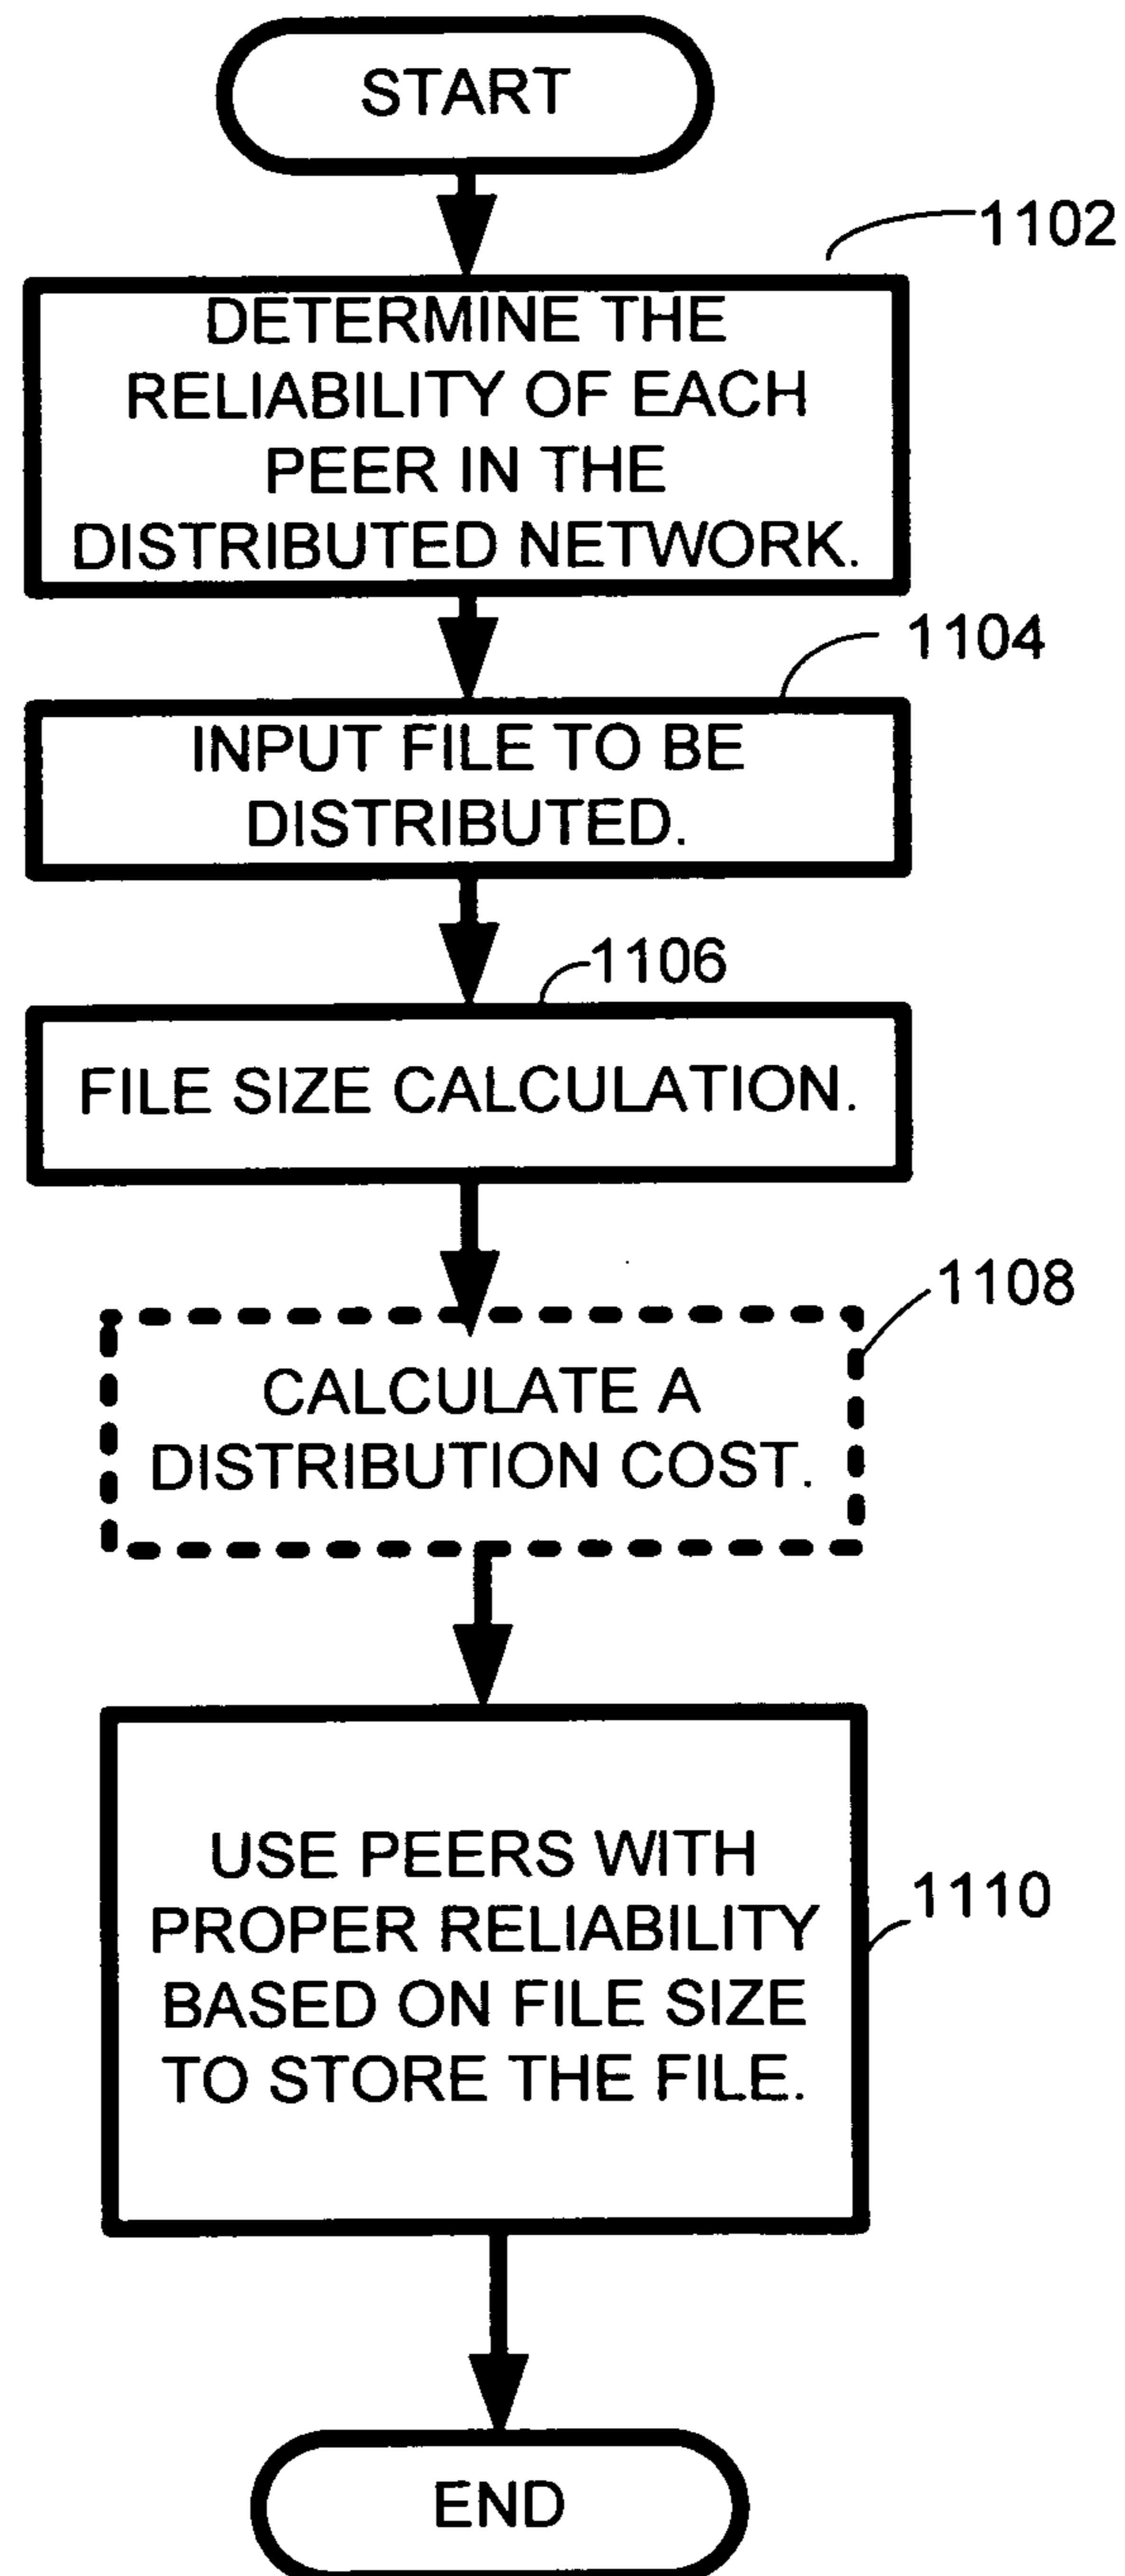 START
1102
DETERMINE THE
RELIABILITY OF EACH
PEER IN THE
DISTRIBUTED NETWORK.
1104
INPUT FILE TO BE
DISTRIBUTED.
1106
FILE SIZE CALCULATION.
1108
CALCULATE A
DISTRIBUTION COST.
USE PEERS WITH
PROPER RELIABILITY
BASED ON FILE SIZE
TO STORE THE FILE.
1110
END